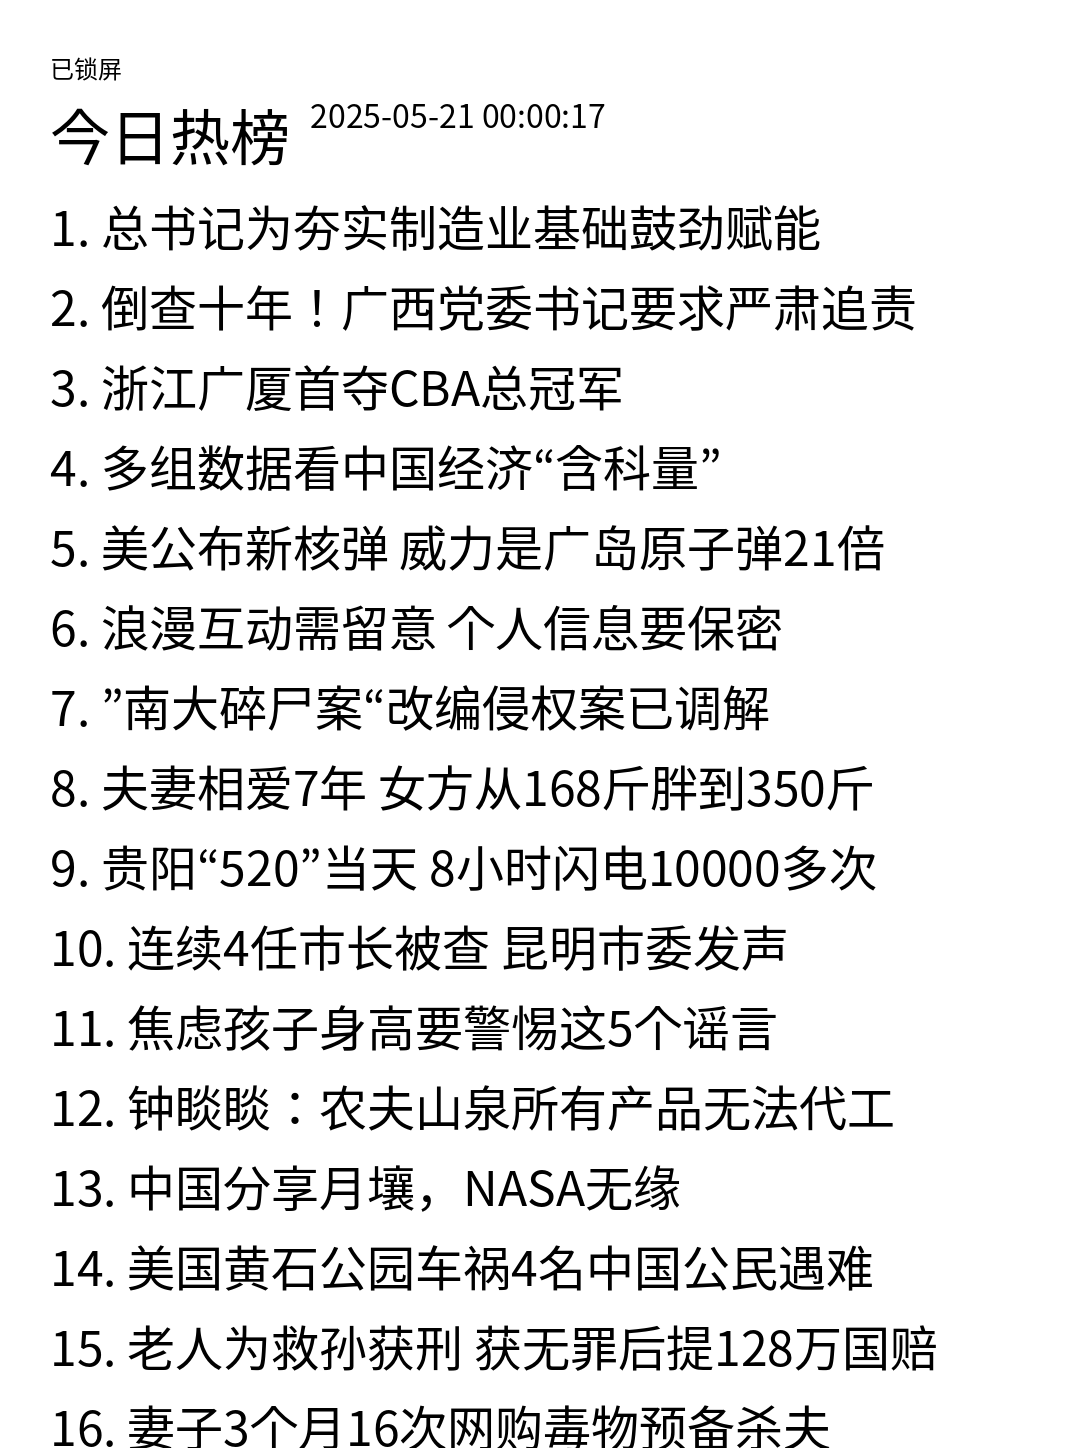 已锁屏
今日热榜 2025-05-21 00:00:17
1. 总书记为夯实制造业基础鼓劲赋能
2. 倒查十年！广西党委书记要求严肃追责
3. 浙江广厦首夺CBA总冠军
4. 多组数据看中国经济“含科量”
5. 美公布新核弹 威力是广岛原子弹21倍
6. 浪漫互动需留意 个人信息要保密
7. ”南大碎尸案“改编侵权案已调解
8. 夫妻相爱7年 女方从168斤胖到350斤
9. 贵阳“520”当天 8小时闪电10000多次
10. 连续4任市长被查 昆明市委发声
11. 焦虑孩子身高要警惕这5个谣言
12. 钟睒睒：农夫山泉所有产品无法代工
13. 中国分享月壤，NASA无缘
14. 美国黄石公园车祸4名中国公民遇难
15. 老人为救孙获刑 获无罪后提128万国赔
16. 妻子3个月16次网购毒物预备杀夫